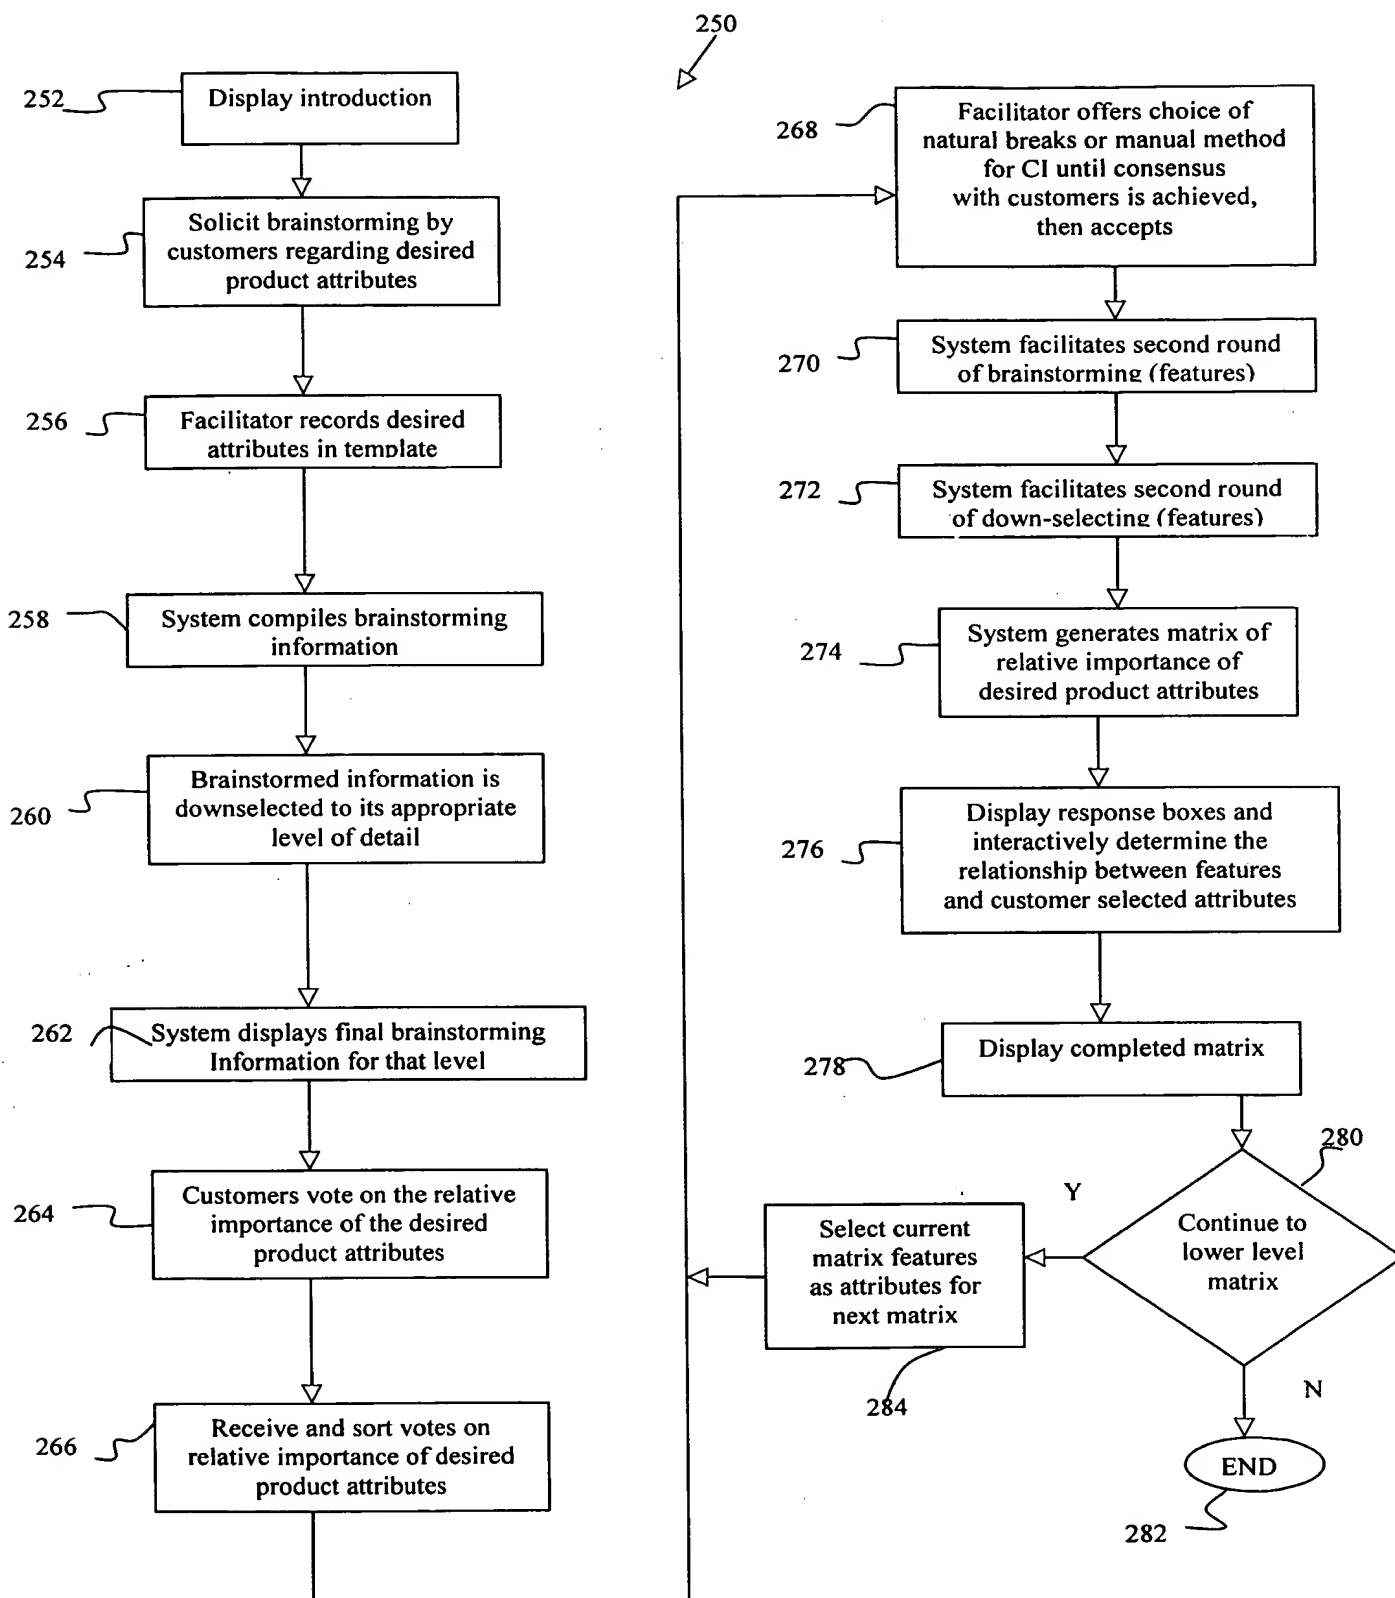 250
252
Display introduction
254
Solicit brainstorming by
customers regarding desired
product attributes
256
Facilitator records desired
attributes in template
258
System compiles brainstorming
information
260
Brainstormed information is
downselected to its appropriate
level of detail
262
System displays final brainstorming
Information for that level
264
Customers vote on the relative
importance of the desired
product attributes
266
Receive and sort votes on
relative importance of desired
product attributes
268
Facilitator offers choice of
natural breaks or manual method
for CI until consensus
with customers is achieved,
then accepts
270
System facilitates second round
of brainstorming (features)
272
System facilitates second round
of down-selecting (features)
274
System generates matrix of
relative importance of
desired product attributes
276
Display response boxes and
interactively determine the
relationship between features
and customer selected attributes
278
Display completed matrix
280
Continue to
lower level
matrix
Y
Select current
matrix features
as attributes for
next matrix
284
N
END
282